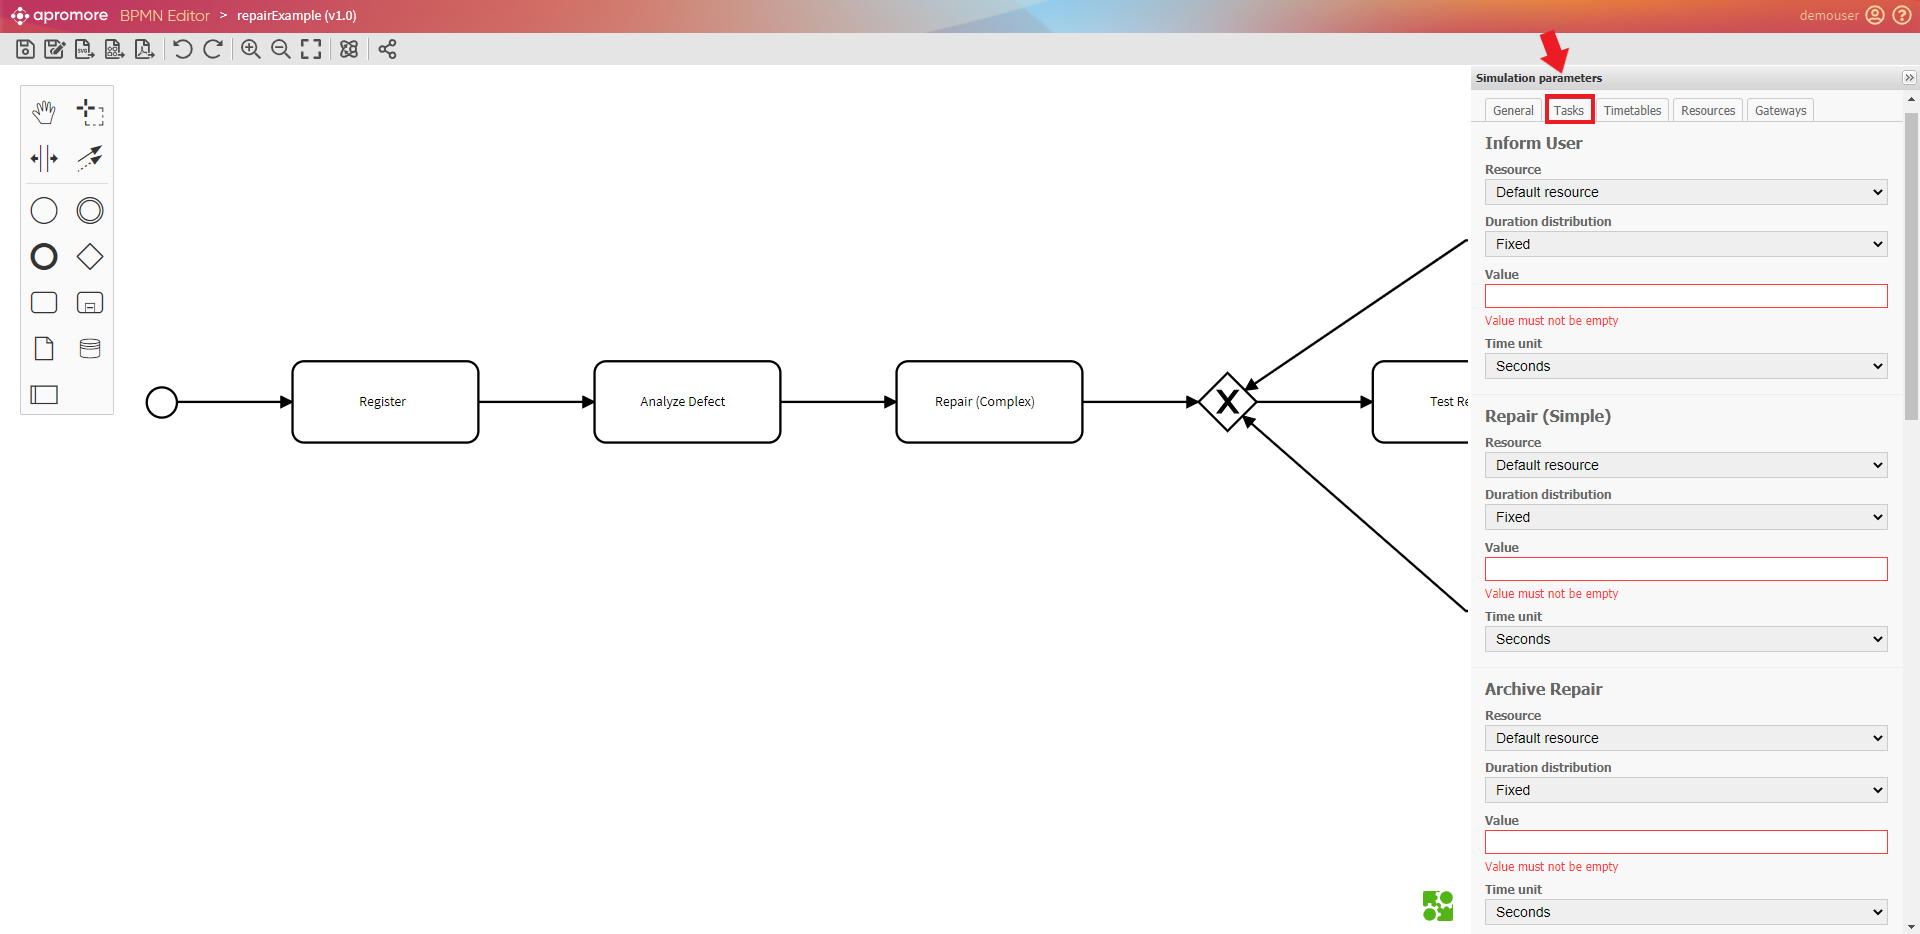 apromore BPMN Editor > repairExample (v1.0)
demouser
Simulation parameters
General Tasks Timetables Resources Gateways
Inform User
Resource
Default resource
Duration distribution
Fixed
Value
Value must not be empty
Time unit
Seconds
Repair (Simple)
Resource
Default resource
Duration distribution
Fixed
Value
Value must not be empty
Time unit
Seconds
Archive Repair
Resource
Default resource
Duration distribution
Fixed
Value
Value must not be empty
Time unit
Seconds
Register
Analyze Defect
Repair (Complex)
X
Test Re